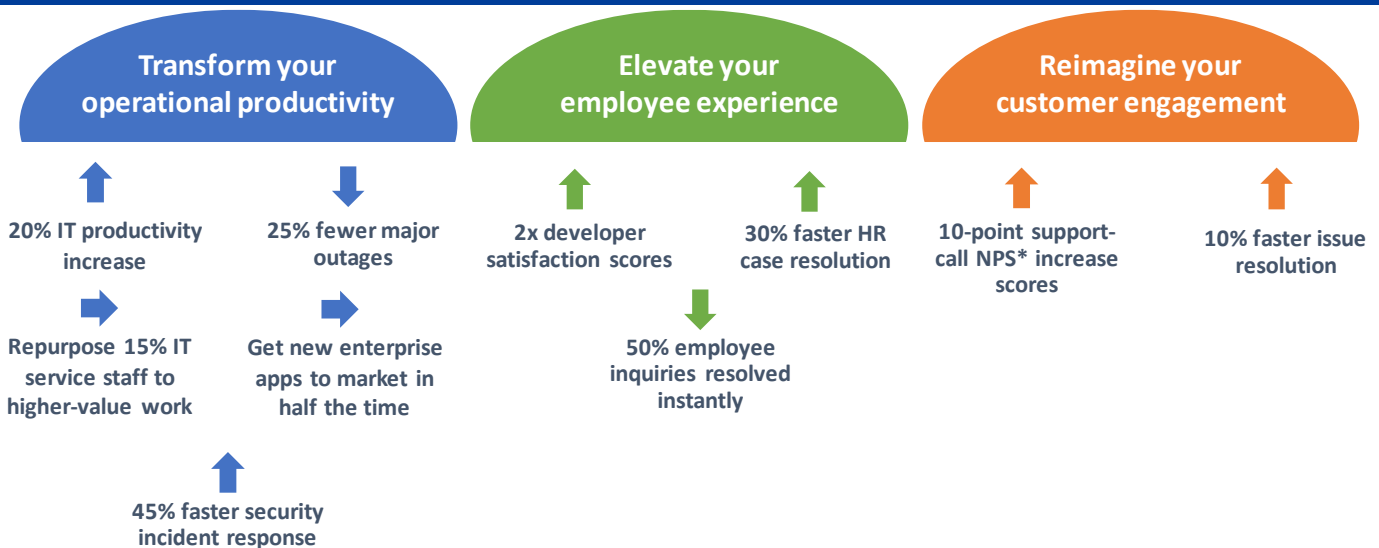 Transform your
operational productivity
20% IT productivity
increase
25% fewer major
outages
Repurpose 15% IT
service staff to
higher-value work
Get new enterprise
apps to market in
half the time
45% faster security
incident response
Elevate your
employee experience
2x developer
satisfaction scores
30% faster HR
case resolution
50% employee
inquiries resolved
instantly
Reimagine your
customer engagement
10-point support-
call NPS* increase
scores
10% faster issue
resolution